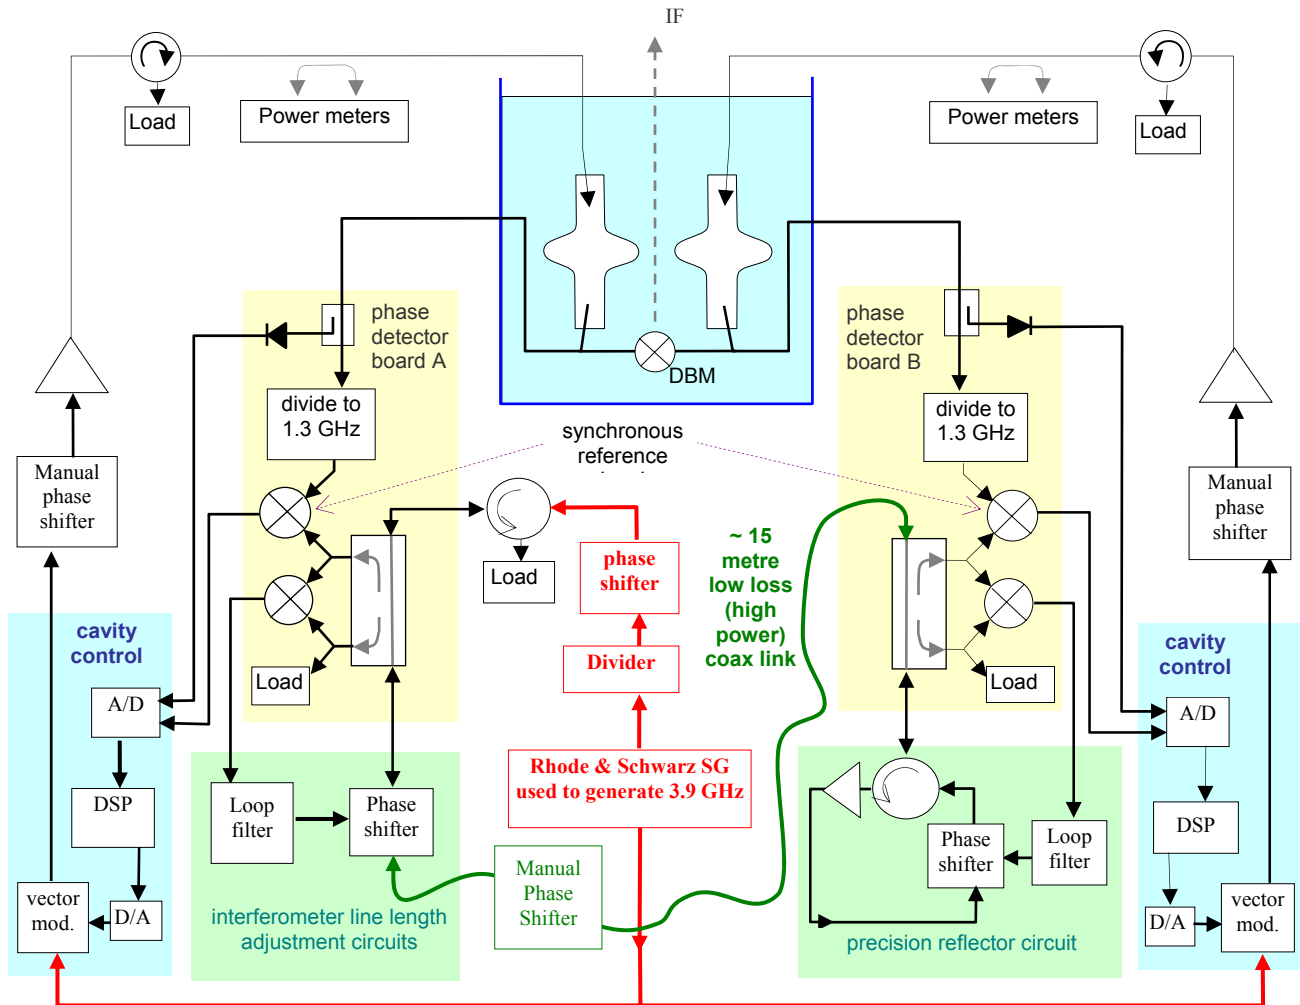 IF
Load
Power meters
Power meters
Load
phase
detector
board A
phase
detector
board B
DBM
divide to
1.3 GHz
divide to
1.3 GHz
synchronous
reference
Manual
phase
shifter
Manual
phase
shifter
~ 15
metre
low loss
(high
power)
coax link
phase
shifter
Load
Divider
Load
Load
cavity
control
cavity
control
A/D
A/D
Rhode & Schwarz SG
used to generate 3.9 GHz
DSP
DSP
Loop
filter
Phase
shifter
Phase
shifter
Loop
filter
Manual
Phase
Shifter
vector
mod.
D/A
D/A
vector
mod.
interferometer line length
adjustment circuits
precision reflector circuit